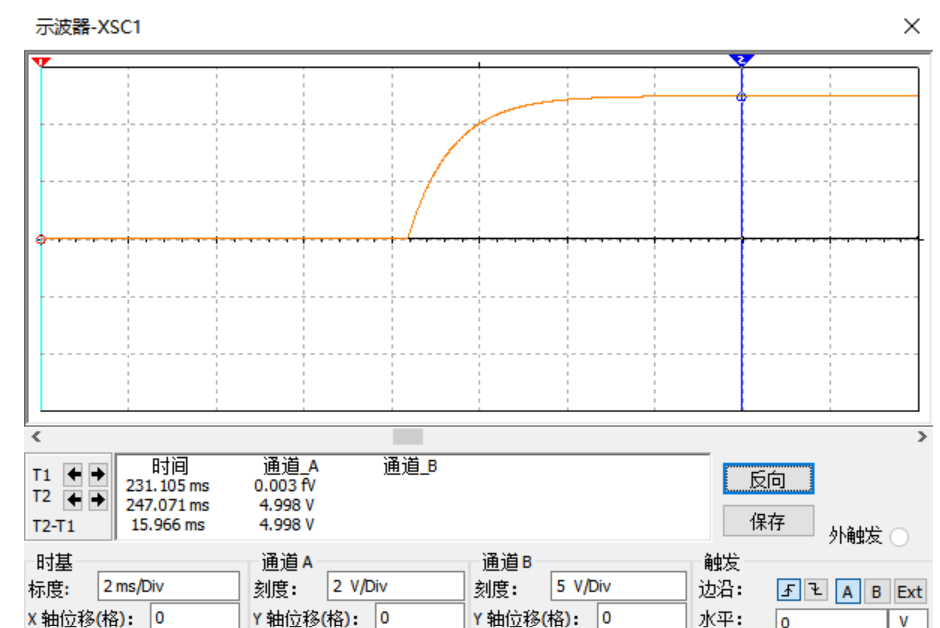 示波器-XSC1
1
2
时间 通道_A 通道_B
T1 231.105 ms 0.003 fV
T2 247.071 ms 4.998 V
T2-T1 15.966 ms 4.998 V
反向
保存
外触发
时基 通道 A 通道 B 触发
标度: 2 ms/Div 刻度: 2 V/Div 刻度: 5 V/Div 边沿: A B Ext
X 轴位移(格): 0 Y 轴位移(格): 0 Y 轴位移(格): 0 水平: 0 V